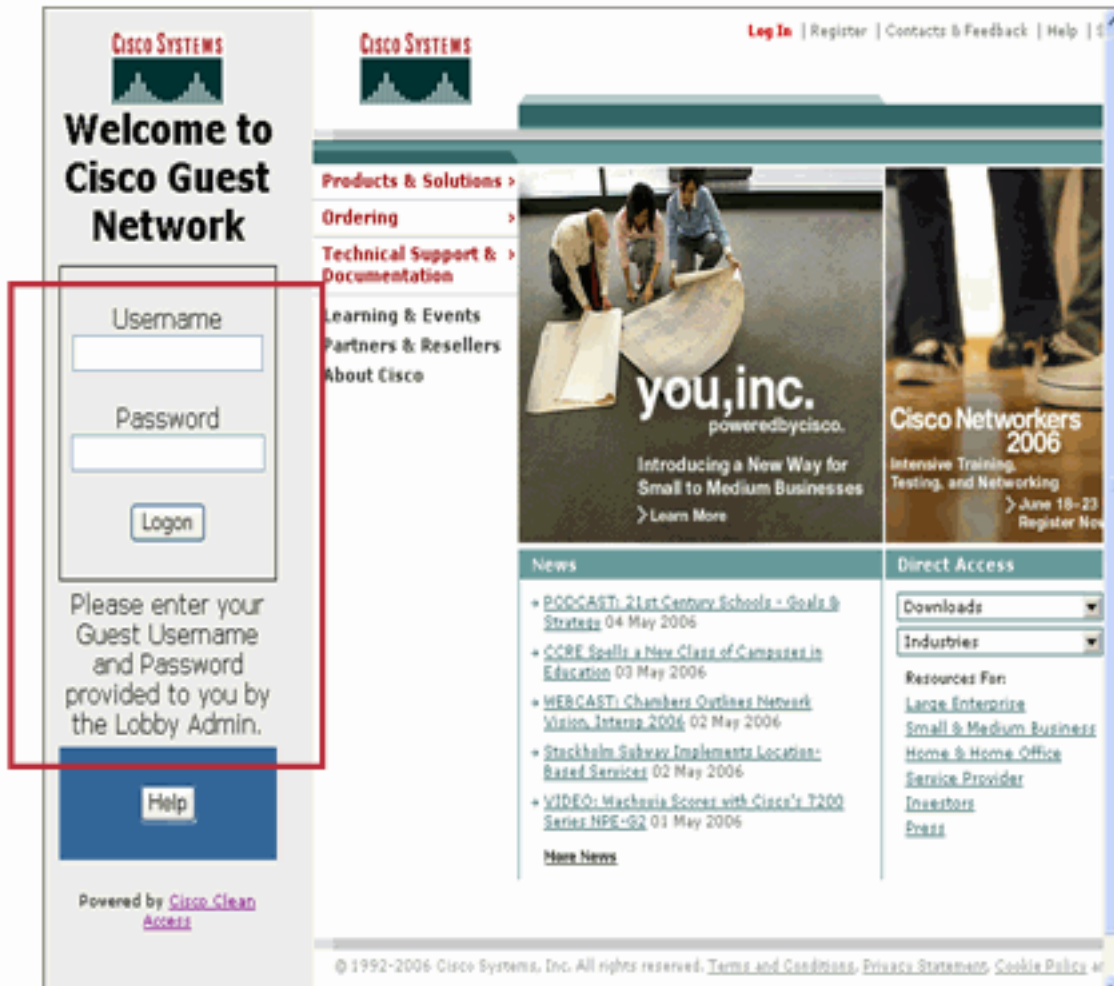 CISCO SYSTEMS
Welcome to
Cisco Guest
Network
Username
Password
Logon
Please enter your
Guest Username
and Password
provided to you by
the Lobby Admin.
Help
Powered by Cisco Clean
Access
CISCO SYSTEMS
Log In | Register | Contacts & Feedback | Help |
Products & Solutions ›
Ordering ›
Technical Support & ›
Documentation
Learning & Events
Partners & Resellers
About Cisco
you,inc.
poweredbycisco.
Introducing a New Way for
Small to Medium Businesses
Learn More
Cisco Networkers
2006
Intensive Training,
Testing, and Networking
June 18-23
Register Now
News
PODCAST: 21st Century Schools - Goals &
Strategy 04 May 2006
CCRE Spells a New Class of Campuses in
Education 03 May 2006
WEBCAST: Chambers Outlines Network
Vision, Interop 2006 02 May 2006
Stockholm Subway Implements Location-
Based Services 02 May 2006
VIDEO: Wachovia Scores with Cisco's 7200
Series NPE-G2 01 May 2006
More News
Direct Access
Downloads
Industries
Resources For:
Large Enterprise
Small & Medium Business
Home & Home Office
Service Provider
Investors
Press
© 1992-2006 Cisco Systems, Inc. All rights reserved. Terms and Conditions, Privacy Statement, Cookie Policy